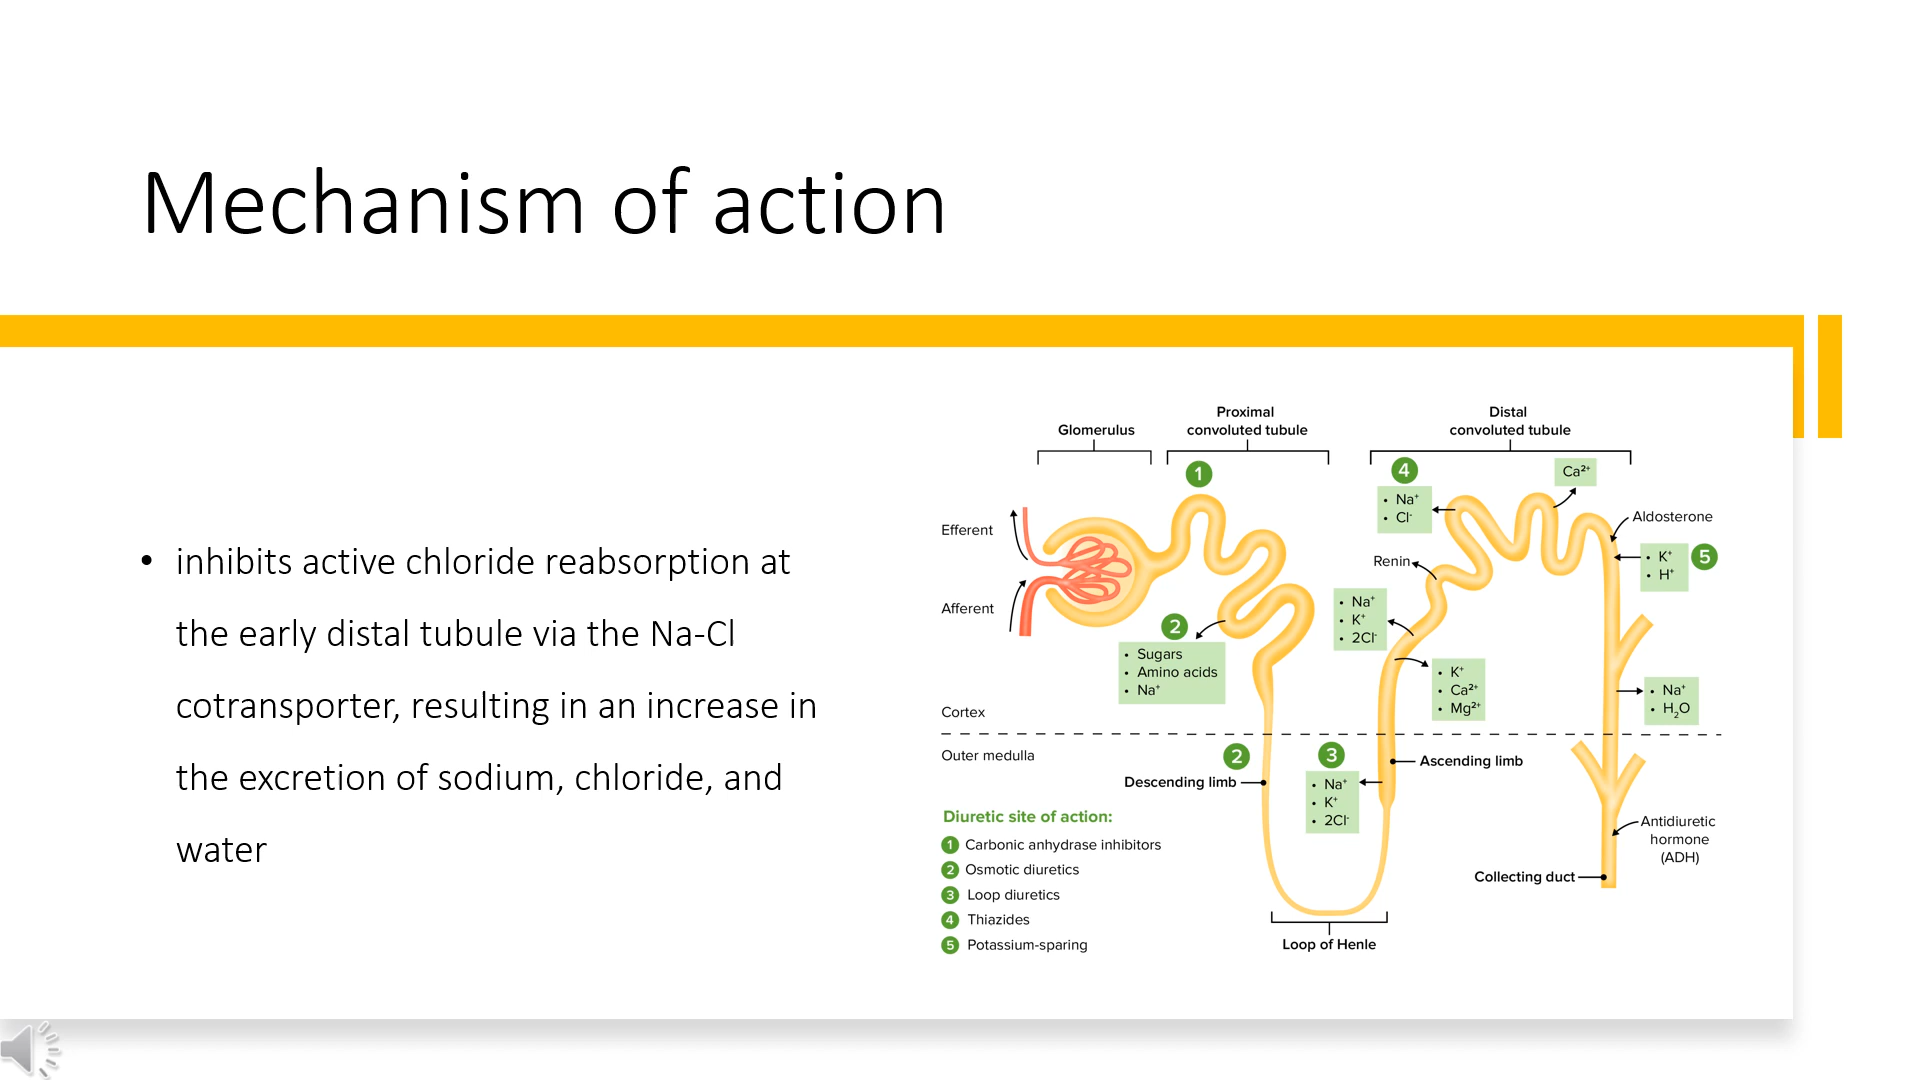 Mechanism of action
• inhibits active chloride reabsorption at
the early distal tubule via the Na-Cl
cotransporter, resulting in an increase in
the excretion of sodium, chloride, and
water
Glomerulus
Proximal
convoluted tubule
Distal
convoluted tubule
1
4
• Na⁺
• Cl⁻
Ca²⁺
Efferent
Aldosterone
• K⁺
• H⁺
5
Renin
Afferent
• Na⁺
• K⁺
• 2Cl⁻
2
• Sugars
• Amino acids
• Na⁺
• K⁺
• Ca²⁺
• Mg²⁺
• Na⁺
• H₂O
Cortex
Outer medulla
2
3
Descending limb
Ascending limb
• Na⁺
• K⁺
• 2Cl⁻
Diuretic site of action:
1 Carbonic anhydrase inhibitors
2 Osmotic diuretics
3 Loop diuretics
4 Thiazides
5 Potassium-sparing
Antidiuretic
hormone
(ADH)
Collecting duct
Loop of Henle